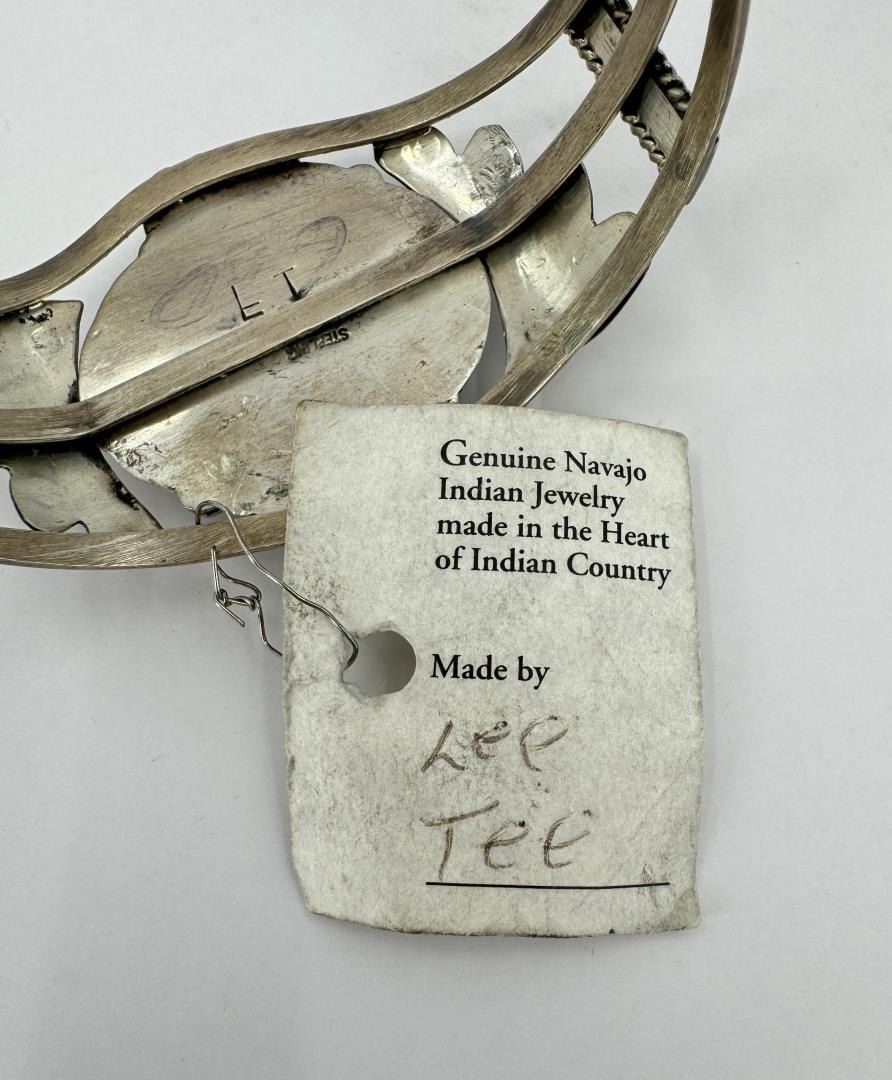 LT
STERLING
Genuine Navajo
Indian Jewelry
made in the Heart
of Indian Country
Made by
Lee
Tee